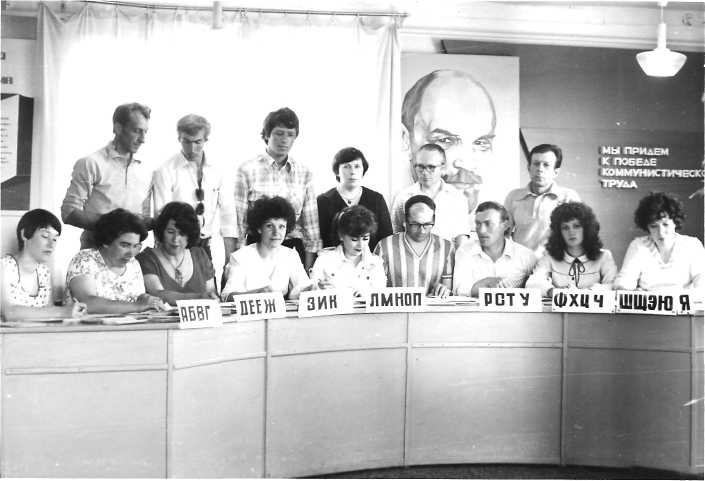 МЫ ПРИДЕМ
К ПОБЕДЕ
КОММУНИСТИЧЕСКО
ТРУДА
АБВГ
ДЕЕЖ
ЗИК
ЛМНОП
РСТУ
ФХЦЧ
ШЩЭЮЯ